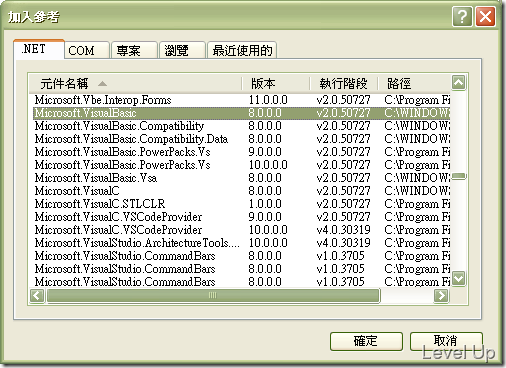 加入參考
.NET COM 專案 瀏覽 最近使用的
元件名稱 版本 執行階段 路徑
Microsoft.Vbe.Interop.Forms 11.0.0.0 v2.0.50727 C:\Program Fi
Microsoft.VisualBasic 8.0.0.0 v2.0.50727 C:\WINDOWS
Microsoft.VisualBasic.Compatibility 8.0.0.0 v2.0.50727 C:\WINDOWS
Microsoft.VisualBasic.Compatibility.Data 8.0.0.0 v2.0.50727 C:\WINDOWS
Microsoft.VisualBasic.PowerPacks.Vs 9.0.0.0 v2.0.50727 C:\Program Fi
Microsoft.VisualBasic.PowerPacks.Vs 10.0.0.0 v2.0.50727 C:\Program Fi
Microsoft.VisualBasic.Vsa 8.0.0.0 v2.0.50727 C:\WINDOWS
Microsoft.VisualC 8.0.0.0 v2.0.50727 C:\WINDOWS
Microsoft.VisualC.STLCLR 1.0.0.0 v2.0.50727 C:\Program Fi
Microsoft.VisualC.VSCodeProvider 9.0.0.0 v2.0.50727 C:\Program Fi
Microsoft.VisualC.VSCodeProvider 10.0.0.0 v4.0.30319 C:\Program Fi
Microsoft.VisualStudio.ArchitectureTools.... 10.0.0.0 v4.0.30319 C:\Program Fi
Microsoft.VisualStudio.CommandBars 8.0.0.0 v1.0.3705 C:\Program Fi
Microsoft.VisualStudio.CommandBars 8.0.0.0 v1.0.3705 C:\Program Fi
Microsoft.VisualStudio.CommandBars 8.0.0.0 v1.0.3705 C:\Program Fi
確定 取消
Level Up